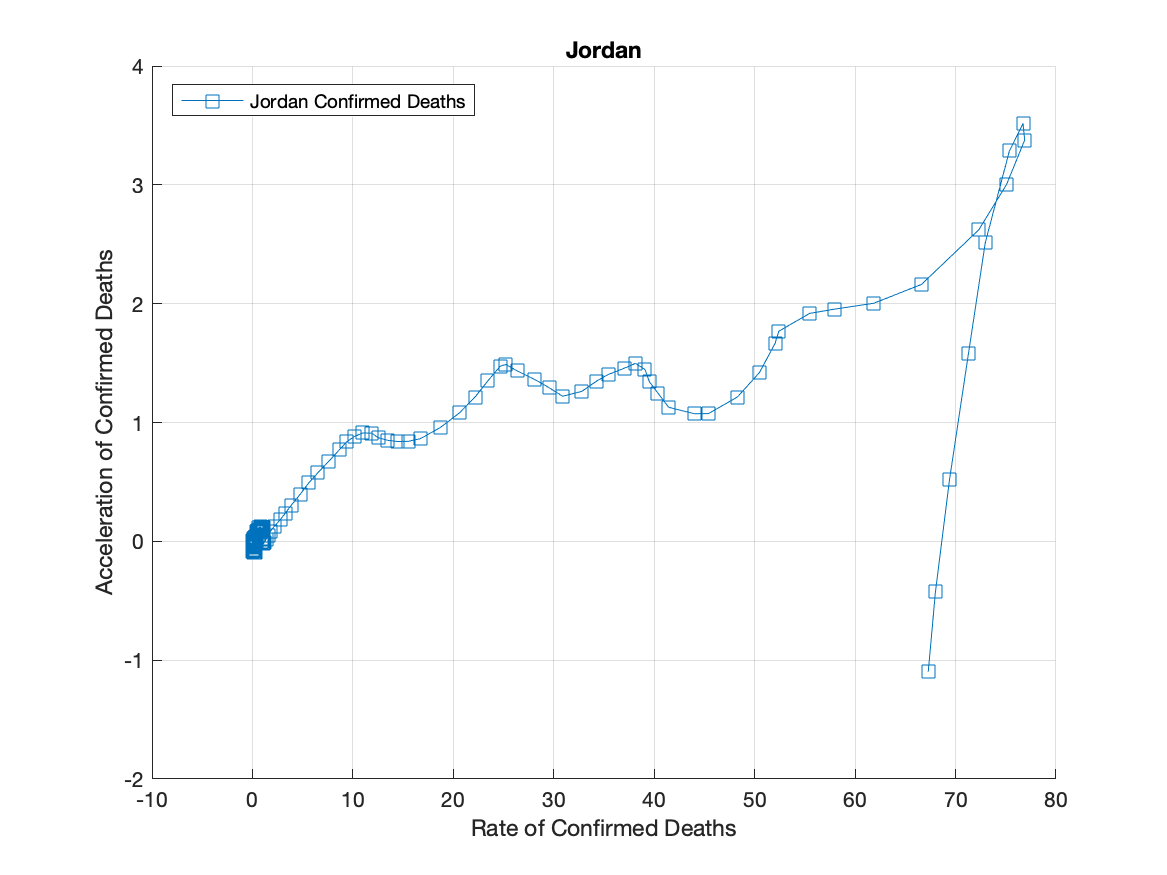 Jordan
Jordan Confirmed Deaths
4
3
2
1
0
-1
-2
-10 0 10 20 30 40 50 60 70 80
Acceleration of Confirmed Deaths
Rate of Confirmed Deaths